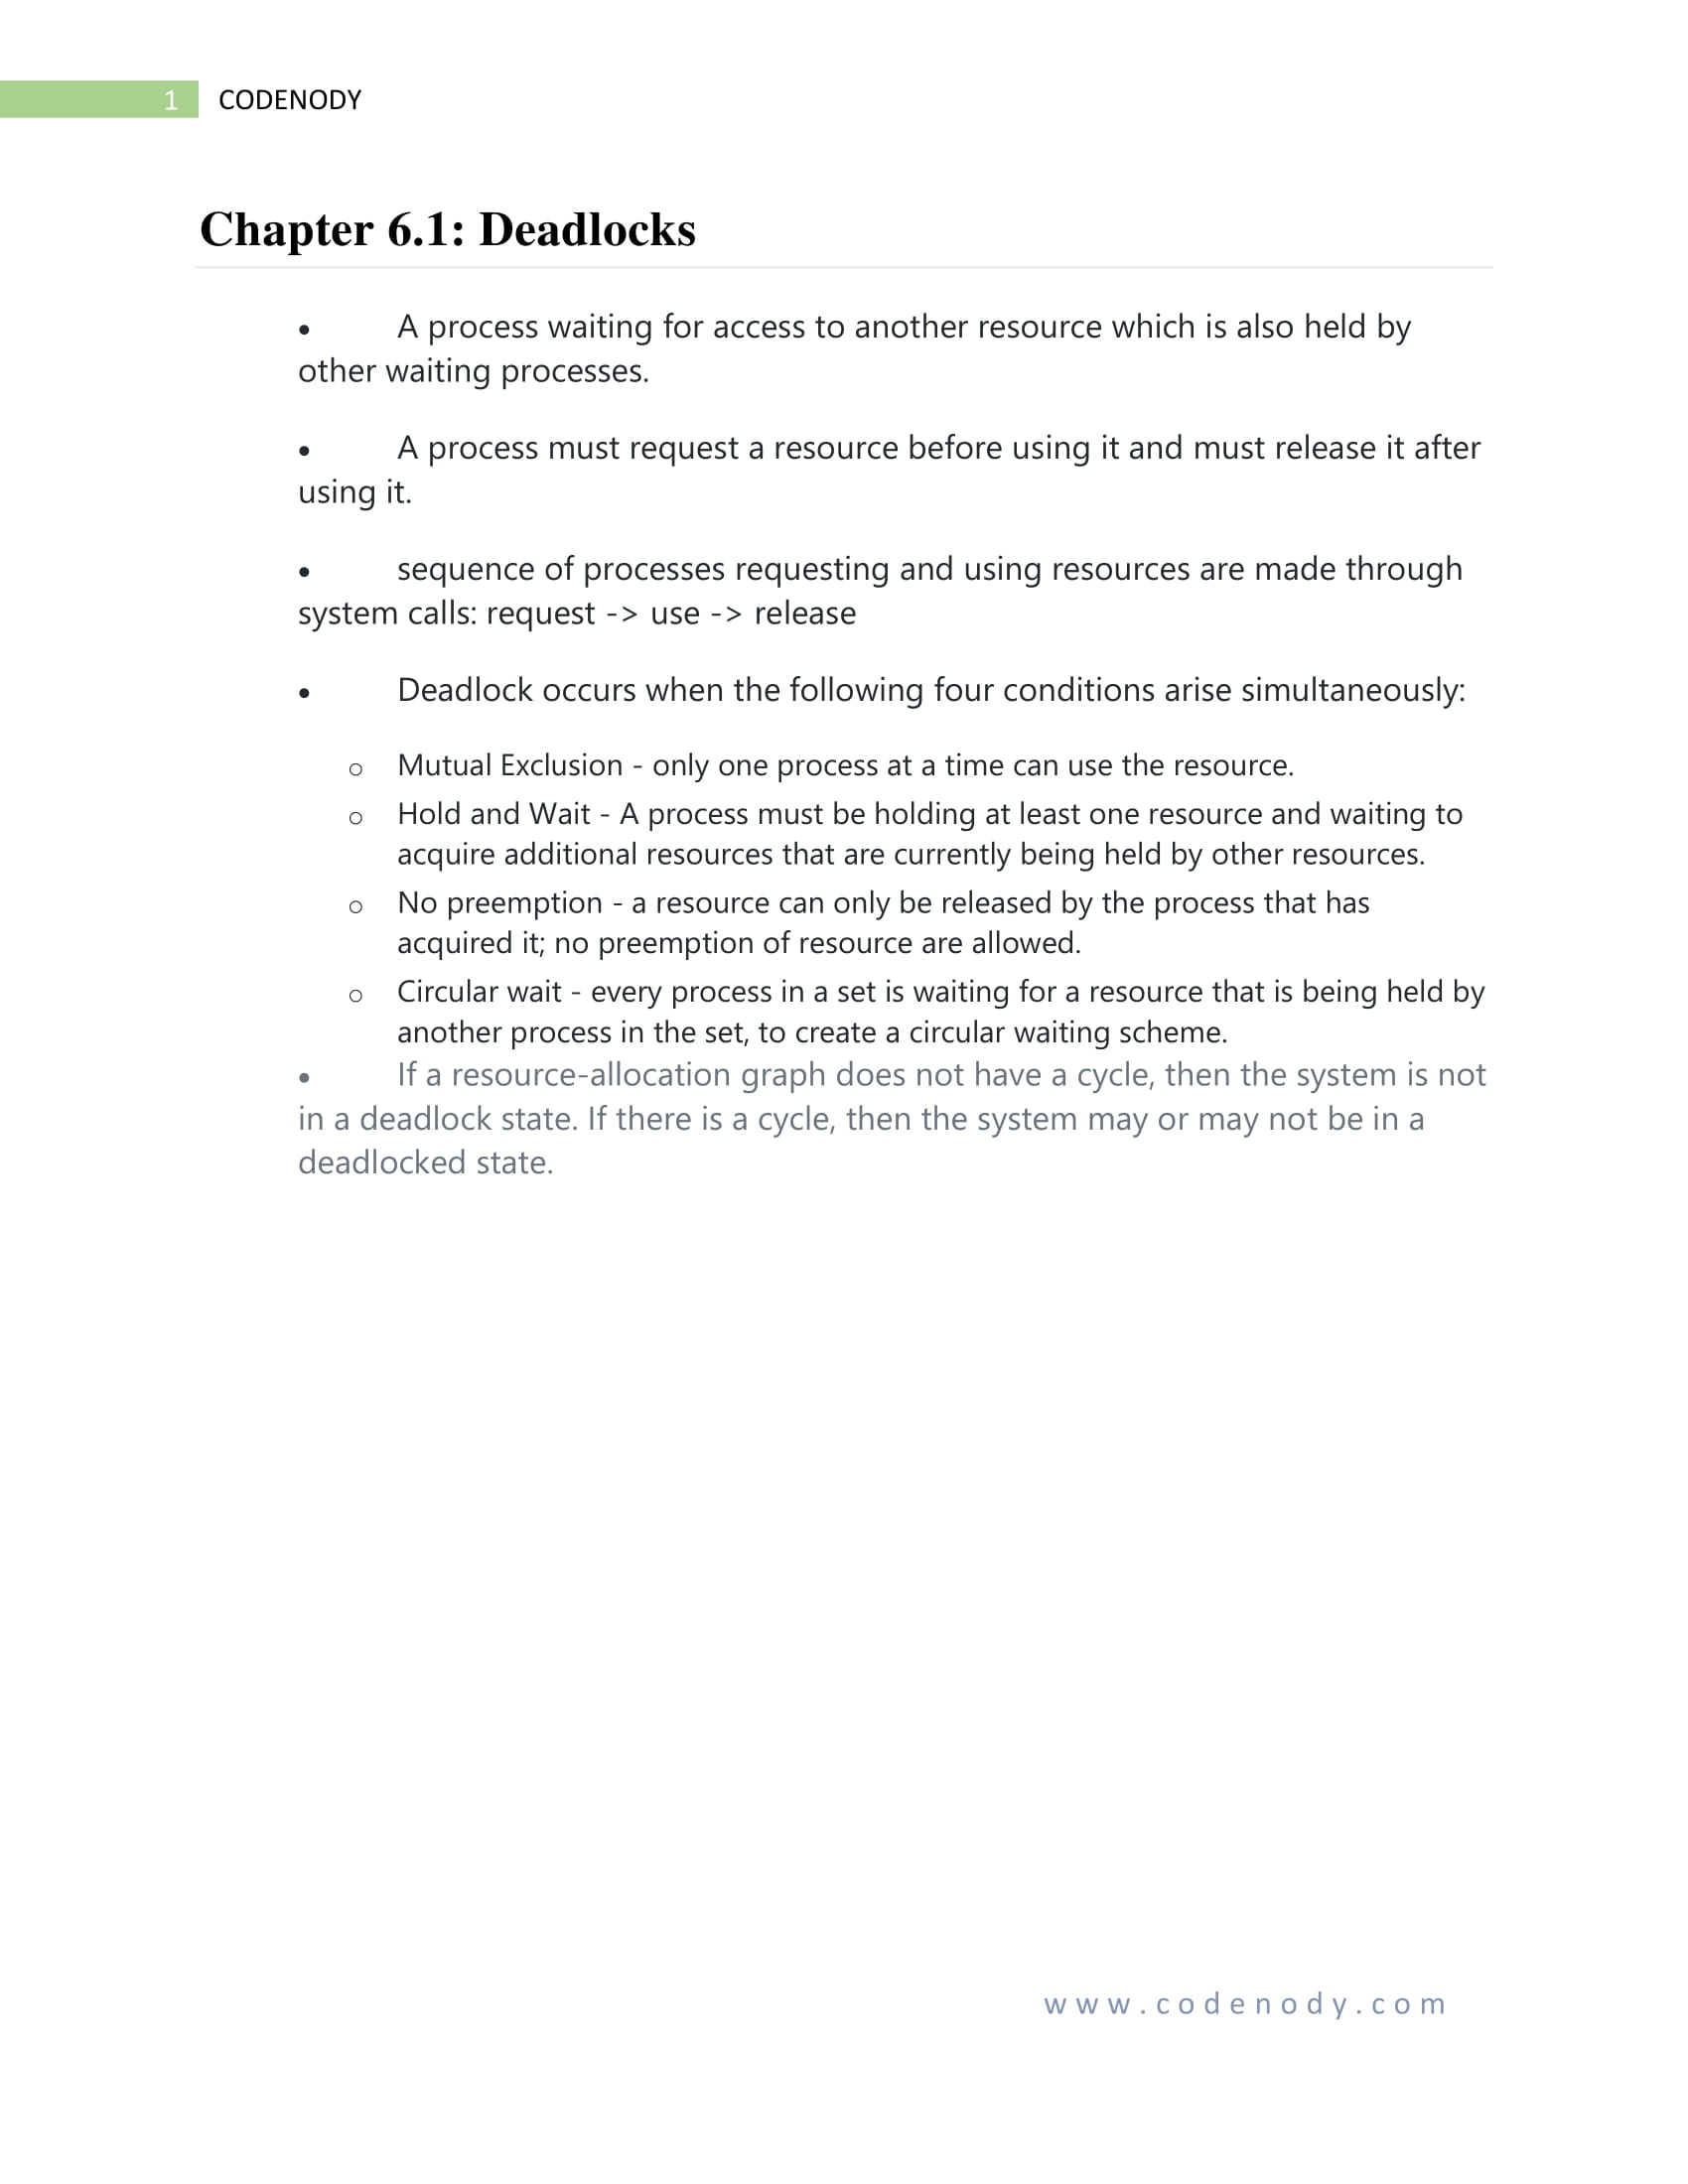 1 CODENODY
Chapter 6.1: Deadlocks
• A process waiting for access to another resource which is also held by
other waiting processes.
• A process must request a resource before using it and must release it after
using it.
• sequence of processes requesting and using resources are made through
system calls: request -> use -> release
• Deadlock occurs when the following four conditions arise simultaneously:
o Mutual Exclusion - only one process at a time can use the resource.
o Hold and Wait - A process must be holding at least one resource and waiting to
acquire additional resources that are currently being held by other resources.
o No preemption - a resource can only be released by the process that has
acquired it; no preemption of resource are allowed.
o Circular wait - every process in a set is waiting for a resource that is being held by
another process in the set, to create a circular waiting scheme.
• If a resource-allocation graph does not have a cycle, then the system is not
in a deadlock state. If there is a cycle, then the system may or may not be in a
deadlocked state.
www.codenody.com